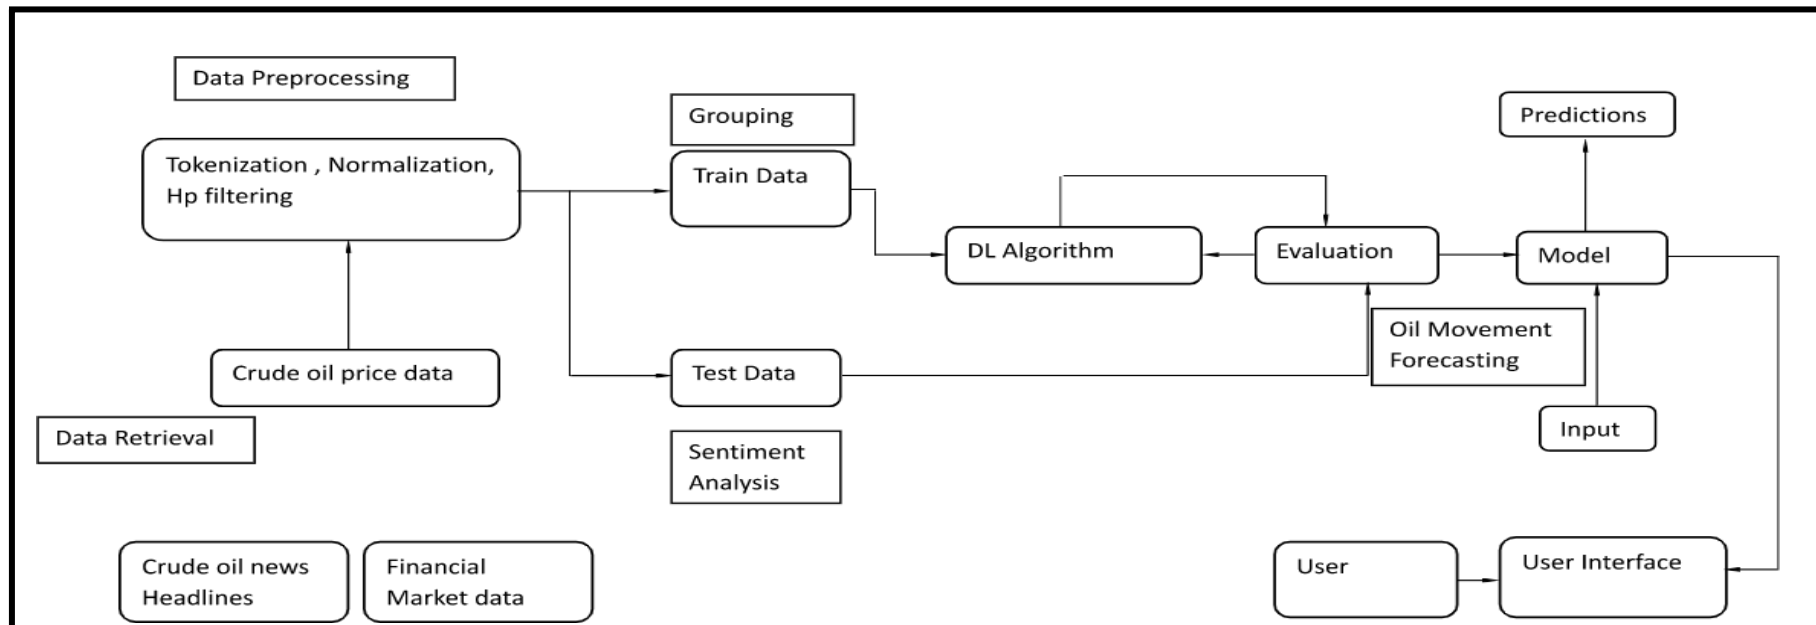 Data Preprocessing
Grouping
Predictions
Tokenization , Normalization,
Hp filtering
Train Data
DL Algorithm
Evaluation
Model
Oil Movement
Forecasting
Crude oil price data
Test Data
Data Retrieval
Input
Sentiment
Analysis
Crude oil news
Headlines
Financial
Market data
User
User Interface